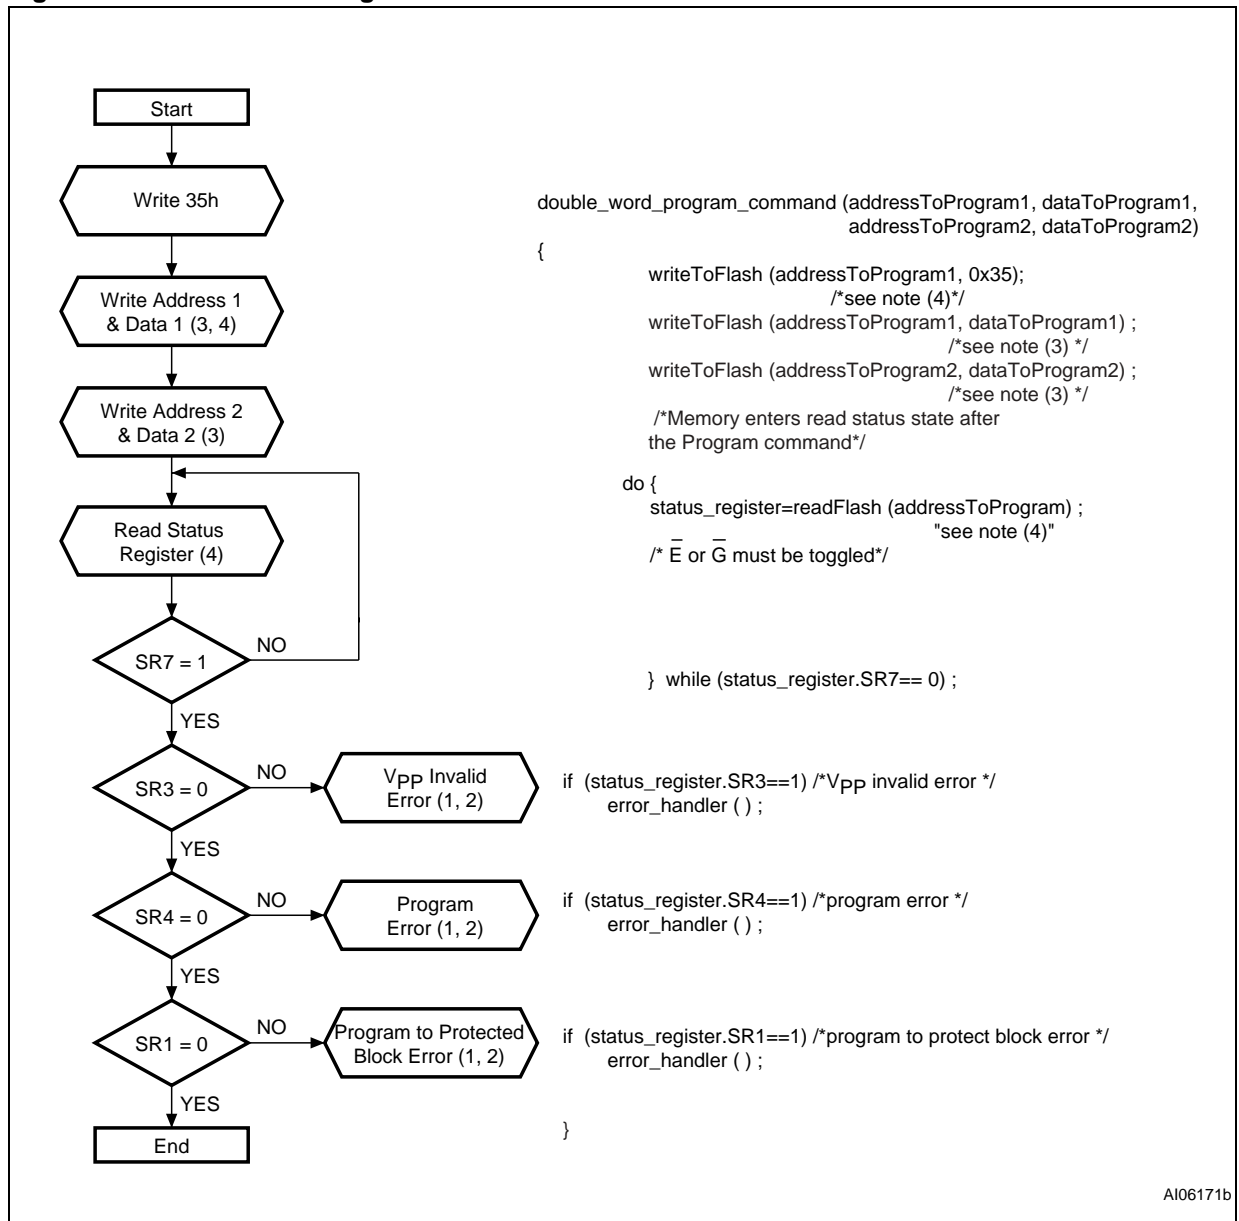 Start
Write 35h
Write Address 1
& Data 1 (3, 4)
Write Address 2
& Data 2 (3)
Read Status
Register (4)
SR7 = 1
NO
YES
SR3 = 0
NO
VPP Invalid
Error (1, 2)
YES
SR4 = 0
NO
Program
Error (1, 2)
YES
SR1 = 0
NO
Program to Protected
Block Error (1, 2)
YES
End
double_word_program_command (addressToProgram1, dataToProgram1,
addressToProgram2, dataToProgram2)
{
writeToFlash (addressToProgram1, 0x35);
/*see note (4)*/
writeToFlash (addressToProgram1, dataToProgram1) ;
/*see note (3) */
writeToFlash (addressToProgram2, dataToProgram2) ;
/*see note (3) */
/*Memory enters read status state after
the Program command*/
do {
status_register=readFlash (addressToProgram) ;
"see note (4)"
/* E̅ or G̅ must be toggled*/
} while (status_register.SR7== 0) ;
if (status_register.SR3==1) /*VPP invalid error */
error_handler ( ) ;
if (status_register.SR4==1) /*program error */
error_handler ( ) ;
if (status_register.SR1==1) /*program to protect block error */
error_handler ( ) ;
}
AI06171b